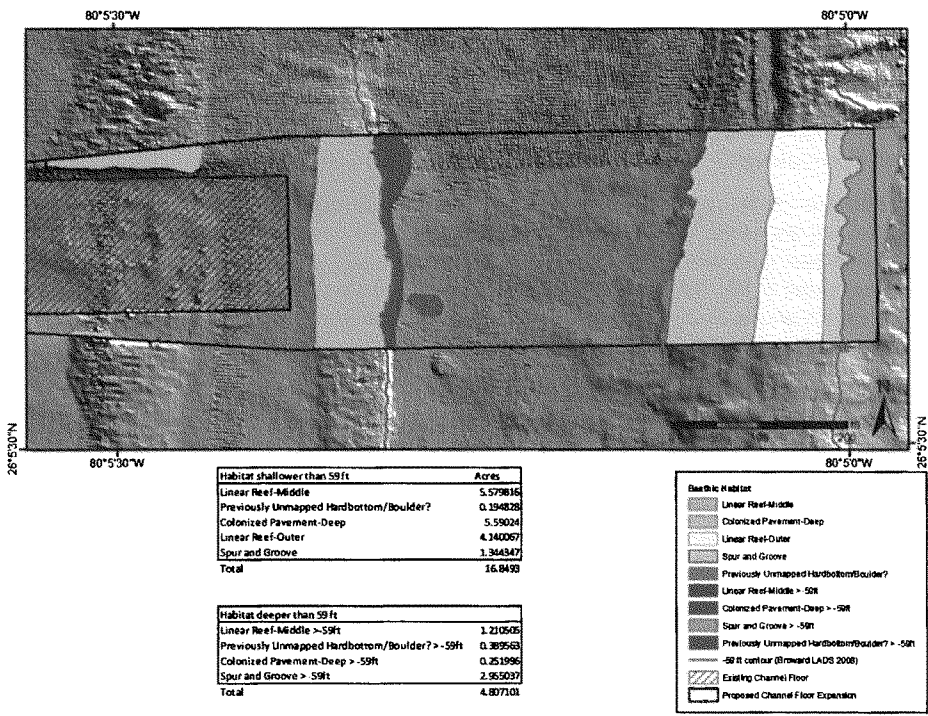 80°5'30"W
80°5'0"W
26°5'30"N
26°5'30"N
80°5'30"W
80°5'0"W
Habitat shallower than 59 ft Acres
Linear Reef-Middle 5.579816
Previously Unmapped Hardbottom/Boulder? 0.194828
Colonized Pavement-Deep 5.59024
Linear Reef-Outer 4.140067
Spur and Groove 1.344347
Total 16.8493
Habitat deeper than 59 ft
Linear Reef-Middle >-59ft 1.210505
Previously Unmapped Hardbottom/Boulder? > -59ft 0.389563
Colonized Pavement-Deep > -59ft 0.251996
Spur and Groove > -59ft 2.955037
Total 4.807101
Benthic Habitat
Linear Reef-Middle
Colonized Pavement-Deep
Linear Reef-Outer
Spur and Groove
Previously Unmapped Hardbottom/Boulder?
Linear Reef-Middle > -59ft
Colonized Pavement-Deep > -59ft
Spur and Groove > -59ft
Previously Unmapped Hardbottom/Boulder? > -59ft
-59 ft contour (Broward LADS 2008)
Existing Channel Floor
Proposed Channel Floor Expansion